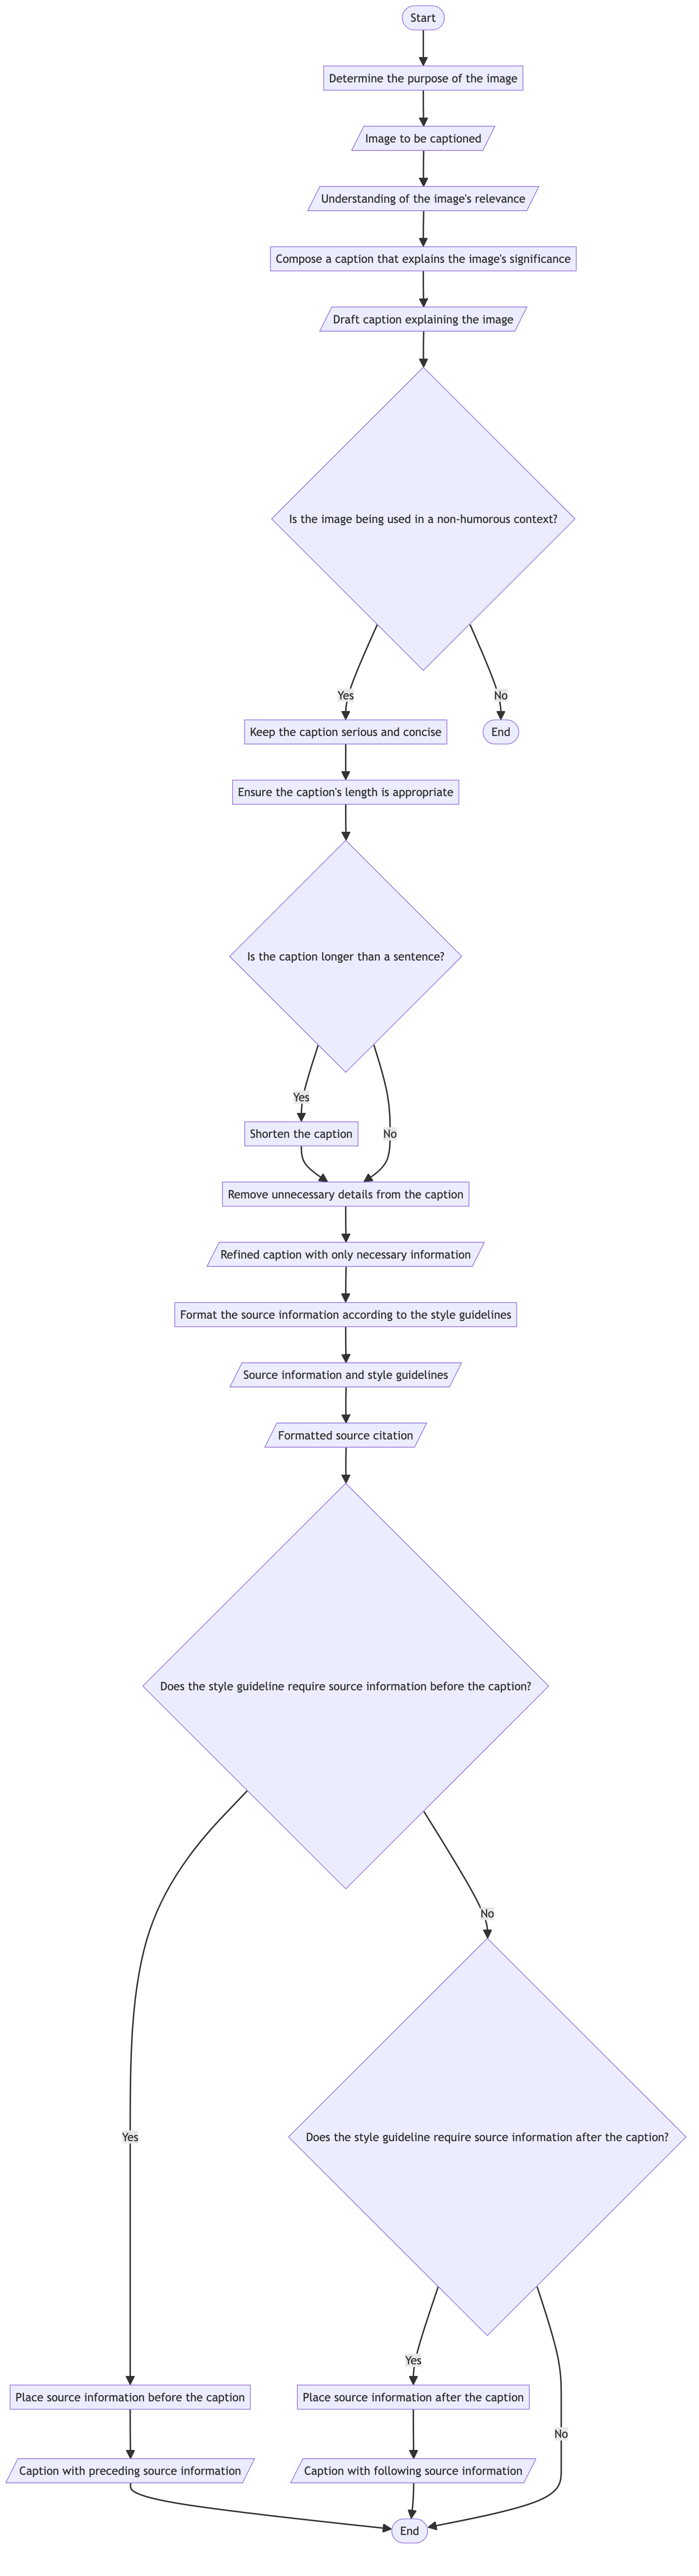 Start
Determine the purpose of the image
Image to be captioned
Understanding of the image's relevance
Compose a caption that explains the image's significance
Draft caption explaining the image
Is the image being used in a non-humorous context?
Yes
No
Keep the caption serious and concise
End
Ensure the caption's length is appropriate
Is the caption longer than a sentence?
Yes
Shorten the caption
No
Remove unnecessary details from the caption
Refined caption with only necessary information
Format the source information according to the style guidelines
Source information and style guidelines
Formatted source citation
Does the style guideline require source information before the caption?
No
Yes
Does the style guideline require source information after the caption?
Yes
Place source information before the caption
Place source information after the caption
No
Caption with preceding source information
Caption with following source information
End